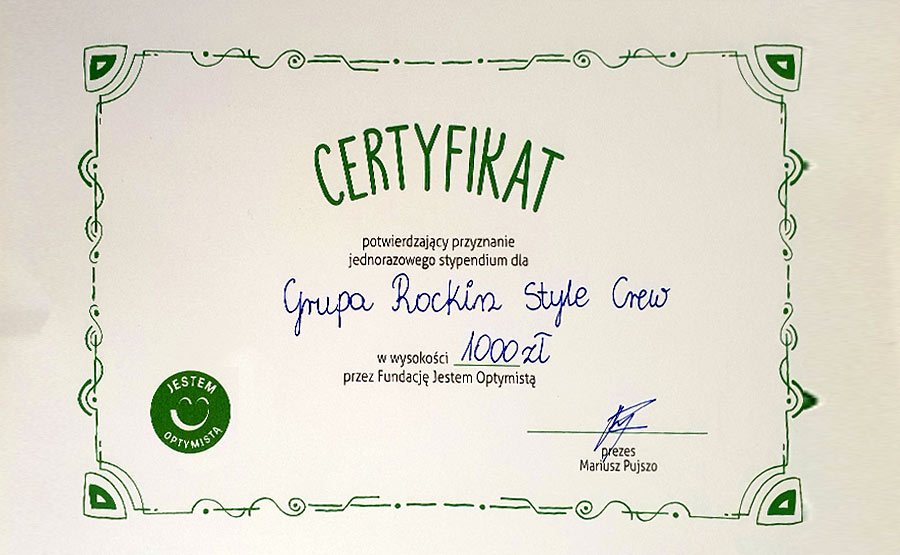 CERTYFIKAT
potwierdzający przyznanie
jednorazowego stypendium dla
Grupa Rockin Style Crew
w wysokości 1000 zł
przez Fundację Jestem Optymistą
JESTEM
OPTYMISTĄ
prezes
Mariusz Pujszo